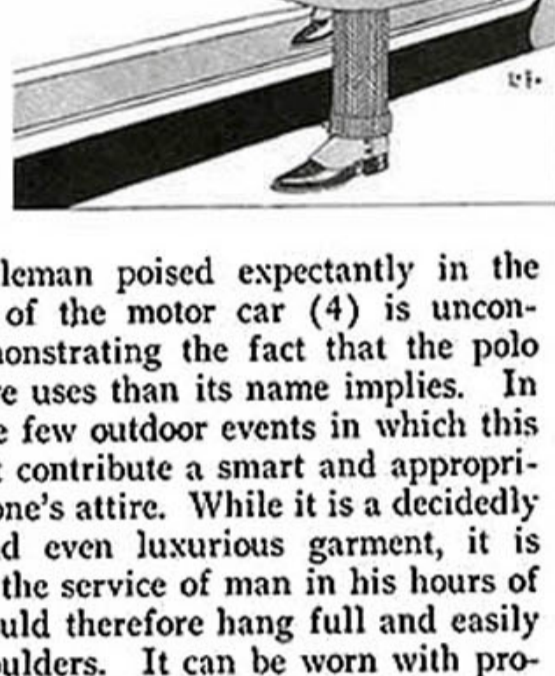 leman poised expectantly in the
of the motor car (4) is uncon-
onstrating the fact that the polo
e uses than its name implies. In
e few outdoor events in which this
contribute a smart and appropri-
one's attire. While it is a decidedly
d even luxurious garment, it is
the service of man in his hours of
uld therefore hang full and easily
oulders. It can be worn with pro-